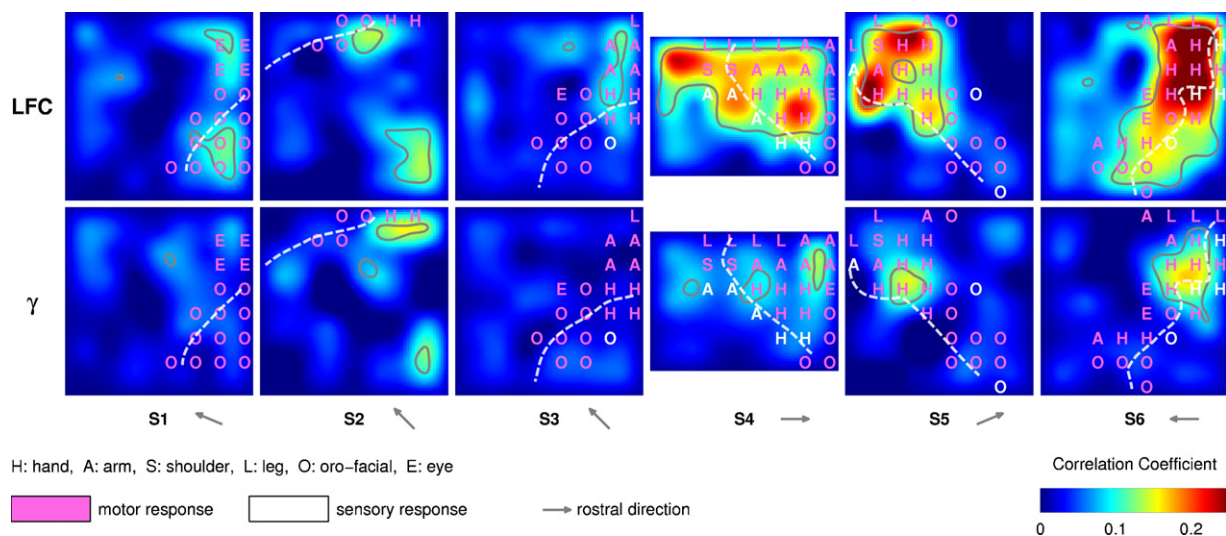 O O H H L L A O A L L L
E E O O A A L L L L A A L S H H A H H
E E A A S S A A A A A A H H H H H
LFC
O O E O H H A A H H H E H H H O E H H H
O O O O H H A H H O H H O E O H
O O O O O O O H H O O O O A H H O
O O O O O O O O O O O O O O O
O O
O O H H L L A O A L L L
E E O O A A L L L L A A L S H H A H H
E E A A S S A A A A A A H H H H H
γ
O O E O H H A A H H H E H H H O E H H H
O O O O H H A H H O H H O E O H
O O O O O O O H H O O O O A H H O
O O O O O O O O O O O O O O O
O O
S1 S2 S3 S4 S5 S6
H: hand, A: arm, S: shoulder, L: leg, O: oro-facial, E: eye
motor response sensory response rostral direction
Correlation Coefficient
0 0.1 0.2